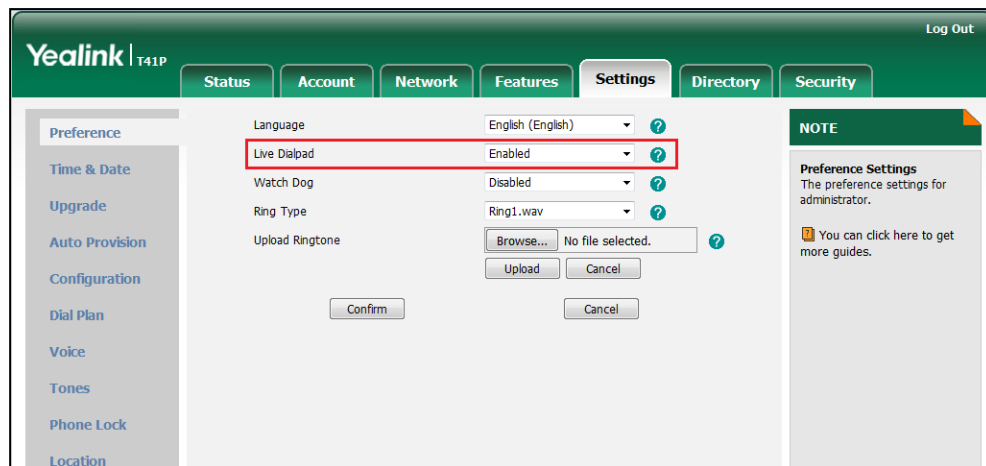 Log Out
Yealink T41P
Status Account Network Features Settings Directory Security
Preference
Time & Date
Upgrade
Auto Provision
Configuration
Dial Plan
Voice
Tones
Phone Lock
Location
Language English (English) ?
Live Dialpad Enabled ?
Watch Dog Disabled ?
Ring Type Ring1.wav ?
Upload Ringtone Browse... No file selected. ?
Upload Cancel
Confirm Cancel
NOTE
Preference Settings
The preference settings for
administrator.
? You can click here to get
more guides.